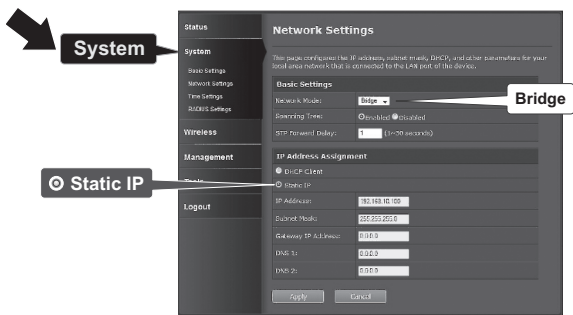 Status
System
Basic Settings
Network Settings
Time Settings
RADIUS Settings
Wireless
Management
Tools
Logout
System
Static IP
Network Settings
This page configures the IP address, subnet mask, DHCP, and other parameters for your
local area network that is connected to the LAN port of the device.
Basic Settings
Network Mode: Bridge
Spanning Tree: Enabled Disabled
STP Forward Delay: 1 (1~30 seconds)
Bridge
IP Address Assignment
DHCP Client
Static IP
IP Address: 192.168.10.100
Subnet Mask: 255.255.255.0
Gateway IP Address: 0.0.0.0
DNS 1: 0.0.0.0
DNS 2: 0.0.0.0
Apply Cancel